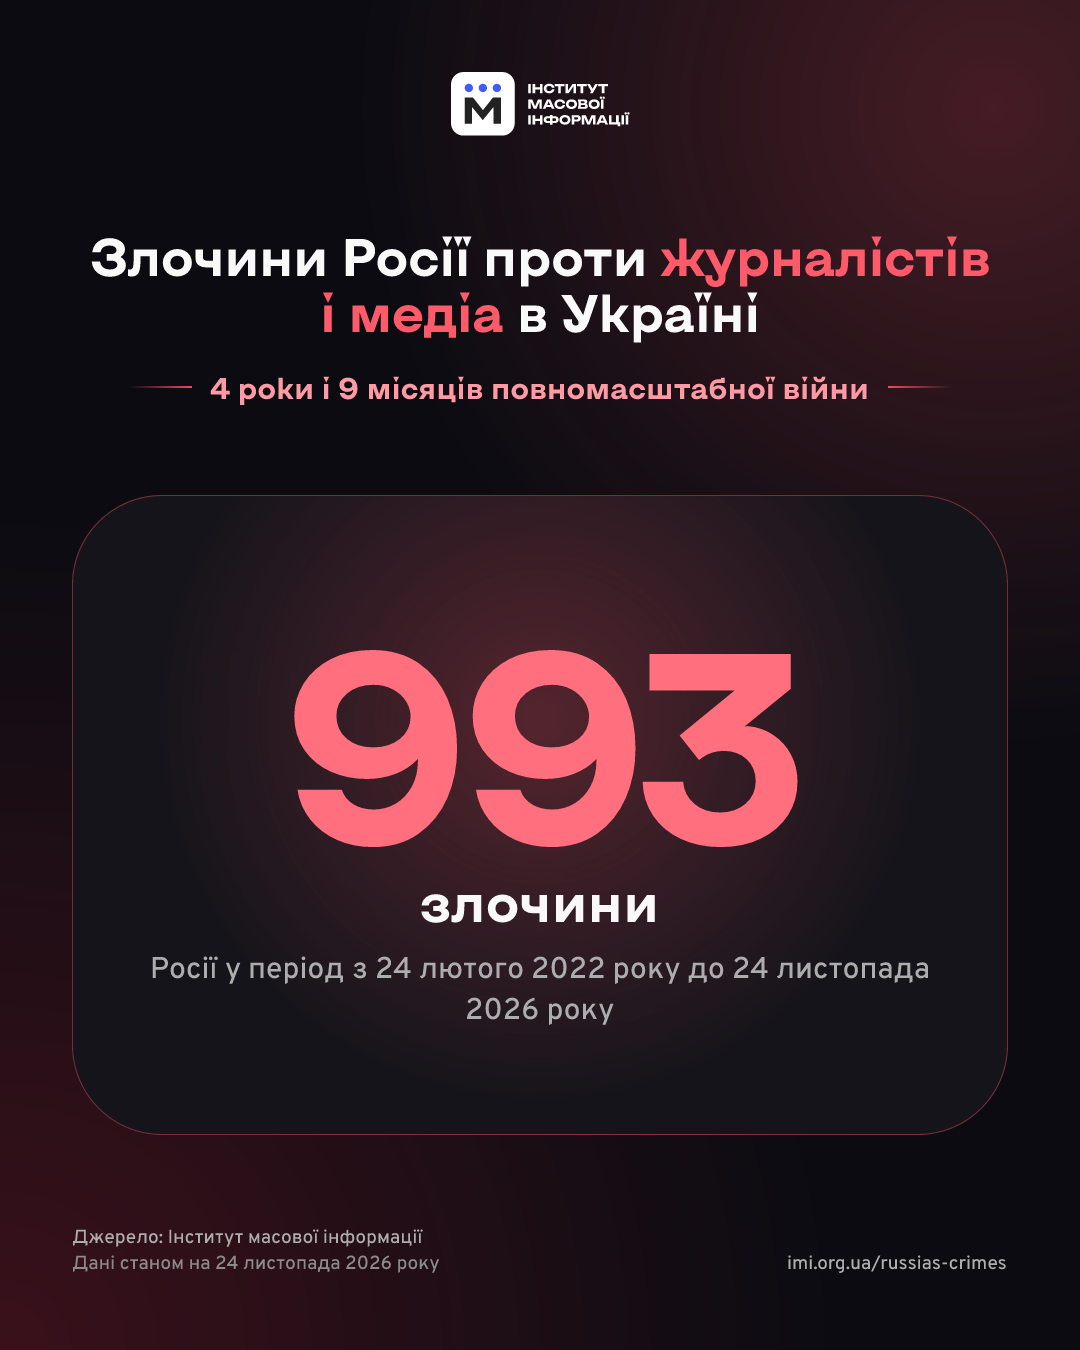 ІНСТИТУТ
МАСОВОЇ
ІНФОРМАЦІЇ
Злочини Росії проти журналістів
і медіа в Україні
4 роки і 9 місяців повномасштабної війни
993
злочини
Росії у період з 24 лютого 2022 року до 24 листопада
2026 року
Джерело: Інститут масової інформації
Дані станом на 24 листопада 2026 року
imi.org.ua/russias-crimes